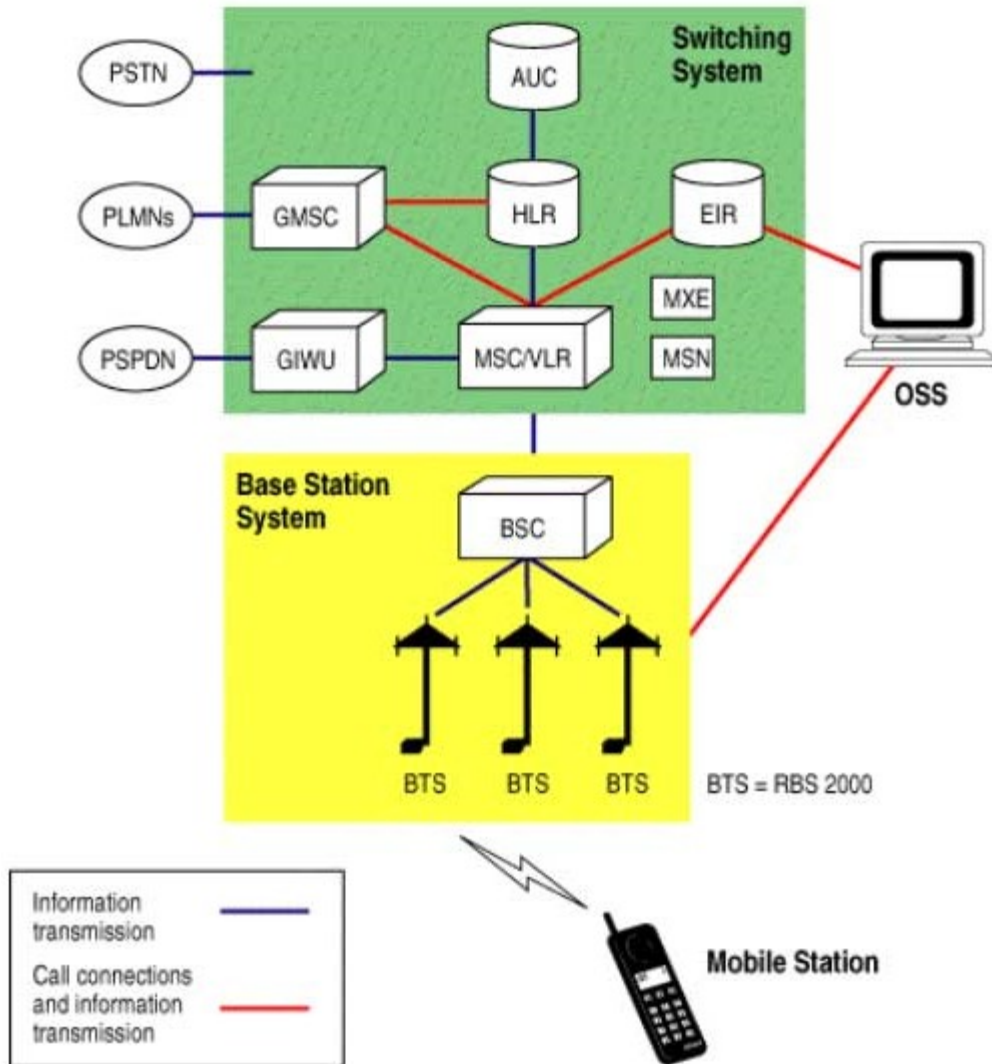 Switching
System
PSTN
AUC
PLMNs
GMSC
HLR
EIR
MXE
PSPDN
GIWU
MSC/VLR
MSN
OSS
Base Station
System
BSC
BTS
BTS
BTS
BTS = RBS 2000
Information
transmission
Call connections
and information
transmission
Mobile Station